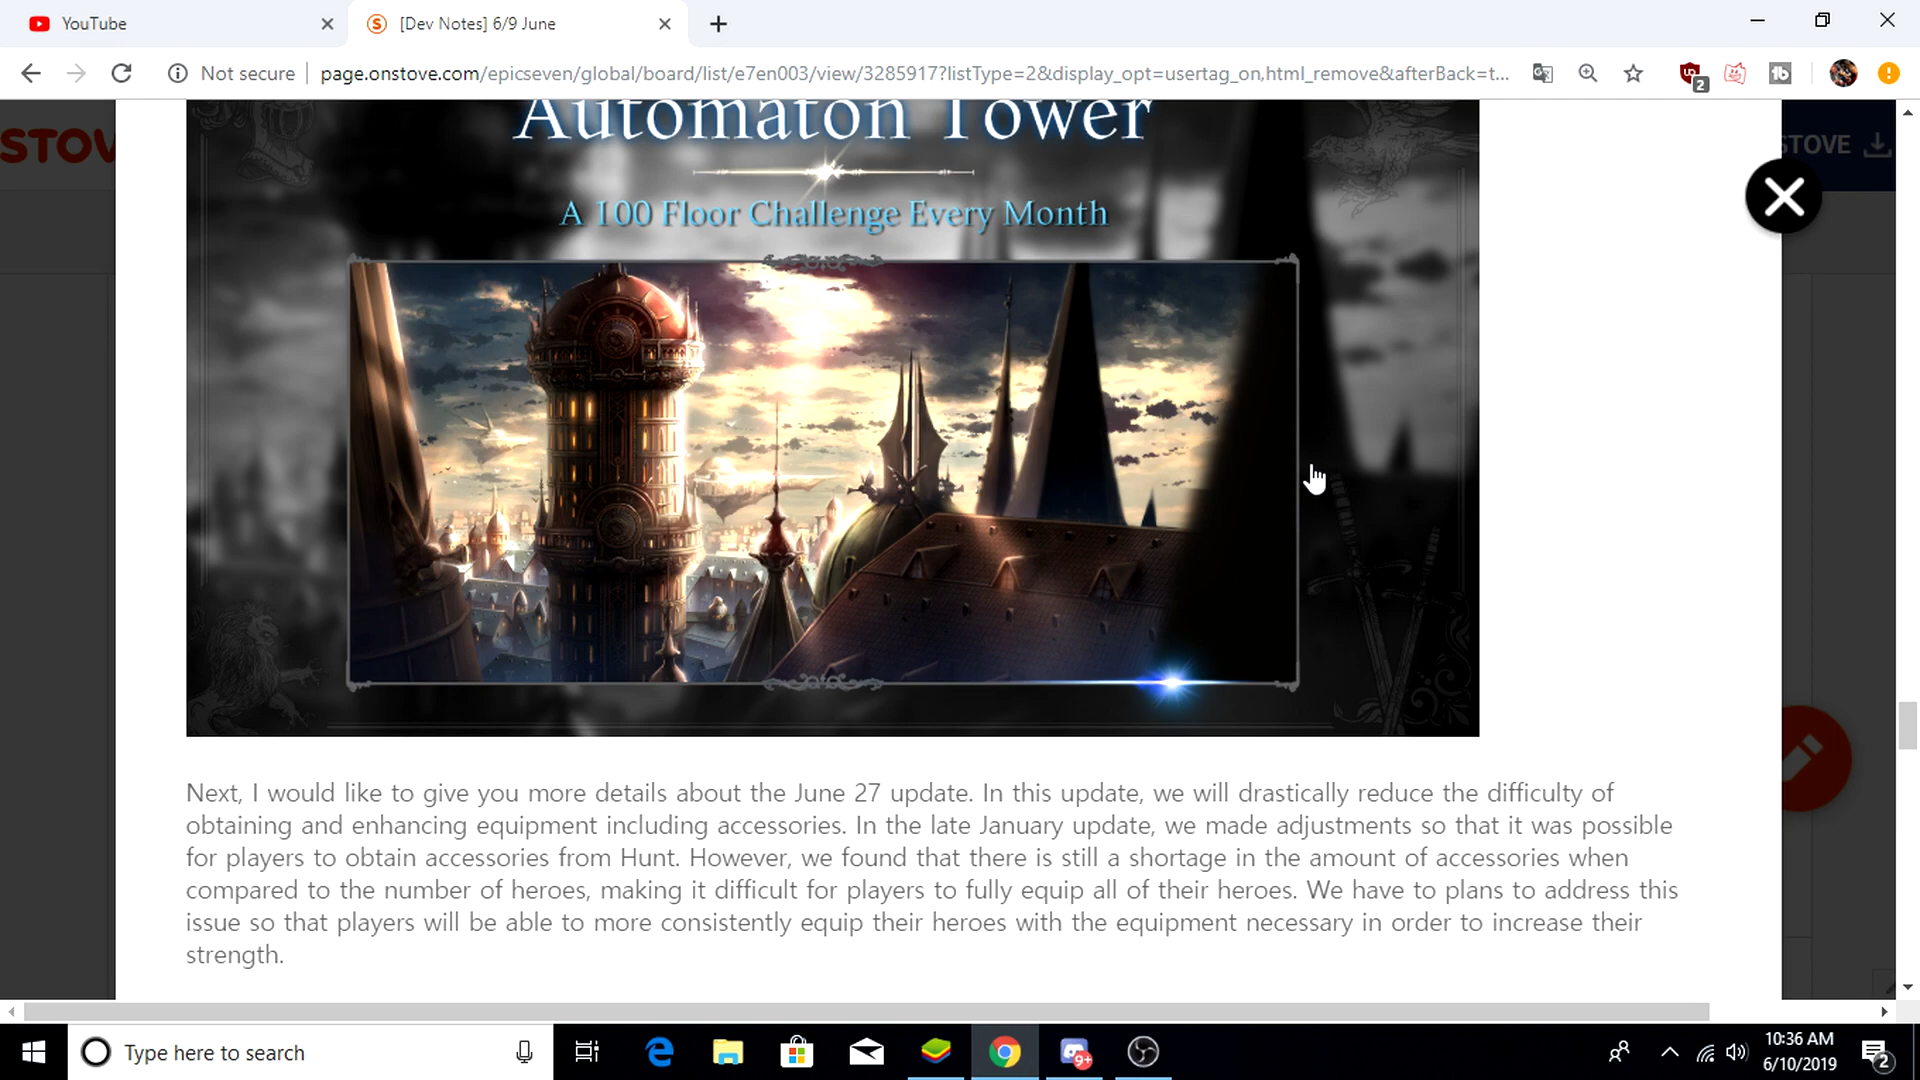 YouTube
[Dev Notes] 6/9 June
Not secure
page.onstove.com/epicseven/global/board/list/e7en003/view/3285917?listType=2&display_opt=usertag_on,html_remove&afterBack=t...
2
STOV
STOVE
Automaton Tower
A 100 Floor Challenge Every Month
Next, I would like to give you more details about the June 27 update. In this update, we will drastically reduce the difficulty of
obtaining and enhancing equipment including accessories. In the late January update, we made adjustments so that it was possible
for players to obtain accessories from Hunt. However, we found that there is still a shortage in the amount of accessories when
compared to the number of heroes, making it difficult for players to fully equip all of their heroes. We have to plans to address this
issue so that players will be able to more consistently equip their heroes with the equipment necessary in order to increase their
strength.
Type here to search
9+
10:36 AM
6/10/2019
2